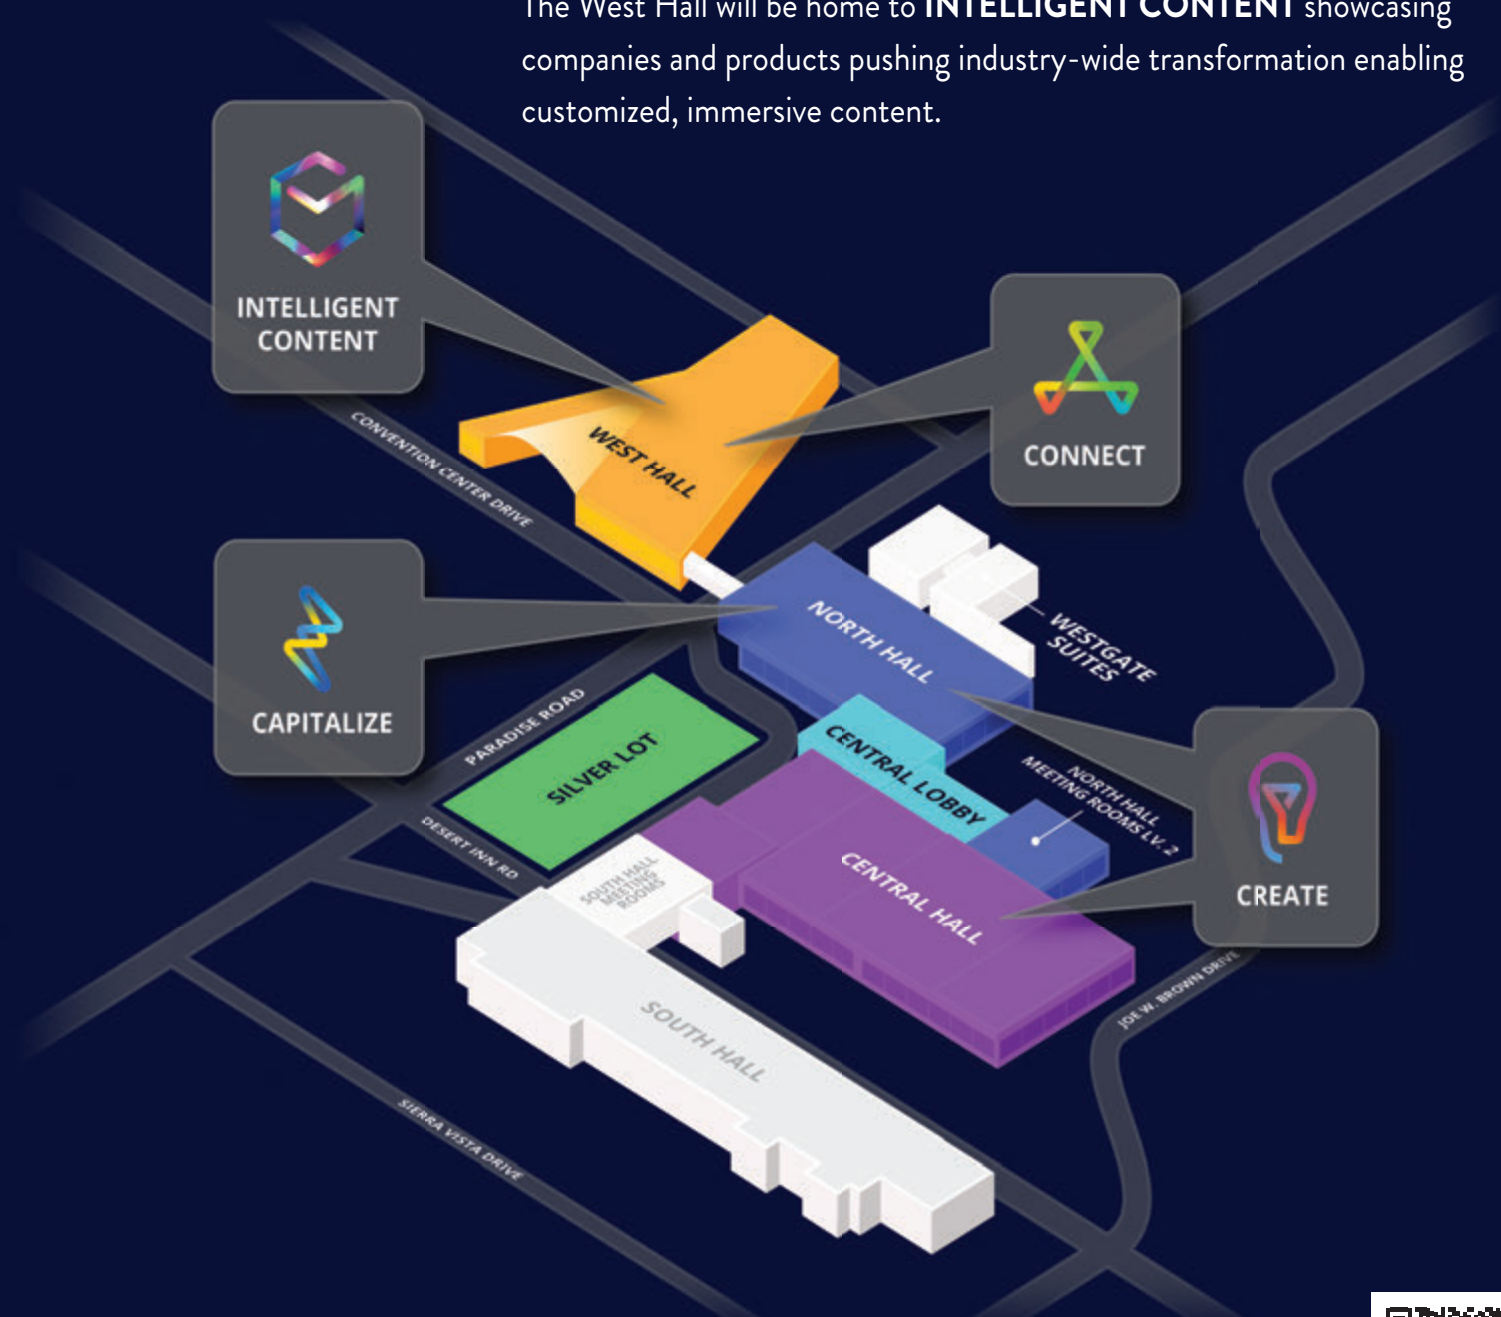 The West Hall will be home to INTELLIGENT CONTENT showcasing
companies and products pushing industry-wide transformation enabling
customized, immersive content.
INTELLIGENT
CONTENT
CONNECT
CONVENTION CENTER DRIVE
WEST HALL
CAPITALIZE
NORTH HALL
WESTGATE
SUITES
PARADISE ROAD
SILVER LOT
CENTRAL LOBBY
NORTH HALL
MEETING ROOMS LV. 2
DESERT INN RD
SOUTH HALL
MEETING
ROOMS
CENTRAL HALL
CREATE
JOE W. BROWN DRIVE
SOUTH HALL
SIERRA VISTA DRIVE